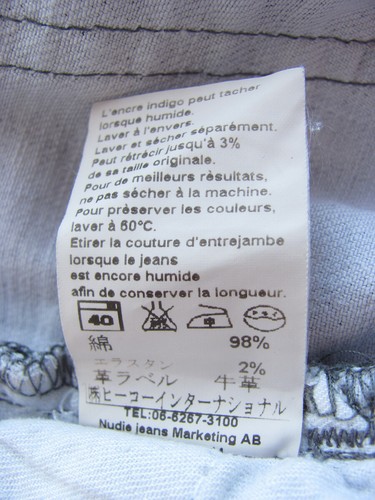 L'encre indigo peut tacher
lorsque humide.
Laver à l'envers.
Laver et sécher séparément.
Peut rétrécir jusqu'à 3%
de sa taille originale.
Pour de meilleurs résultats,
ne pas sécher à la machine.
Pour préserver les couleurs,
laver à 60°C.
Etirer la couture d'entrejambe
lorsque le jeans
est encore humide
afin de conserver la longueur.
40
綿 98%
エラスタン 2%
革ラベル 牛革
㈱ヒーコーインターナショナル
TEL:06-6267-3100
Nudie jeans Marketing AB